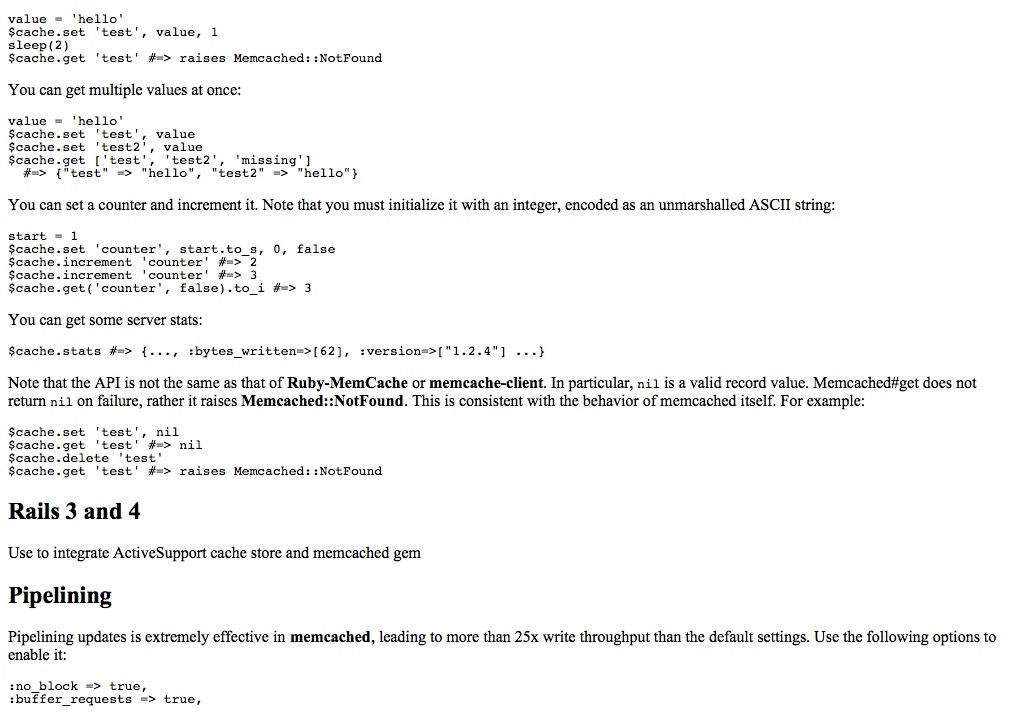 value = 'hello'
$cache.set 'test', value, 1
sleep(2)
$cache.get 'test' #=> raises Memcached::NotFound
You can get multiple values at once:
value = 'hello'
$cache.set 'test', value
$cache.set 'test2', value
$cache.get ['test', 'test2', 'missing']
  #=> {"test" => "hello", "test2" => "hello"}
You can set a counter and increment it. Note that you must initialize it with an integer, encoded as an unmarshalled ASCII string:
start = 1
$cache.set 'counter', start.to_s, 0, false
$cache.increment 'counter' #=> 2
$cache.increment 'counter' #=> 3
$cache.get('counter', false).to_i #=> 3
You can get some server stats:
$cache.stats #=> {..., :bytes_written=>[62], :version=>["1.2.4"] ...}
Note that the API is not the same as that of Ruby-MemCache or memcache-client. In particular, nil is a valid record value. Memcached#get does not
return nil on failure, rather it raises Memcached::NotFound. This is consistent with the behavior of memcached itself. For example:
$cache.set 'test', nil
$cache.get 'test' #=> nil
$cache.delete 'test'
$cache.get 'test' #=> raises Memcached::NotFound
Rails 3 and 4
Use to integrate ActiveSupport cache store and memcached gem
Pipelining
Pipelining updates is extremely effective in memcached, leading to more than 25x write throughput than the default settings. Use the following options to
enable it:
:no_block => true,
:buffer_requests => true,